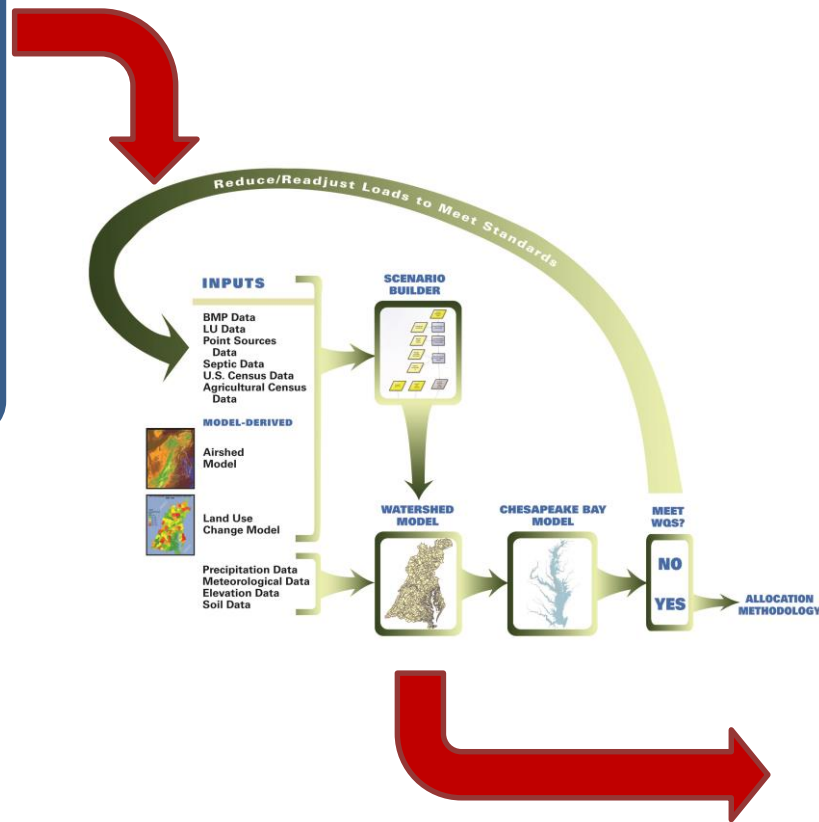 Reduce/Readjust Loads to Meet Standards
INPUTS
BMP Data
LU Data
Point Sources
Data
Septic Data
U.S. Census Data
Agricultural Census
Data
MODEL-DERIVED
Airshed
Model
Land Use
Change Model
Precipitation Data
Meteorological Data
Elevation Data
Soil Data
SCENARIO
BUILDER
WATERSHED
MODEL
CHESAPEAKE BAY
MODEL
MEET
WQS?
NO
YES
ALLOCATION
METHODOLOGY